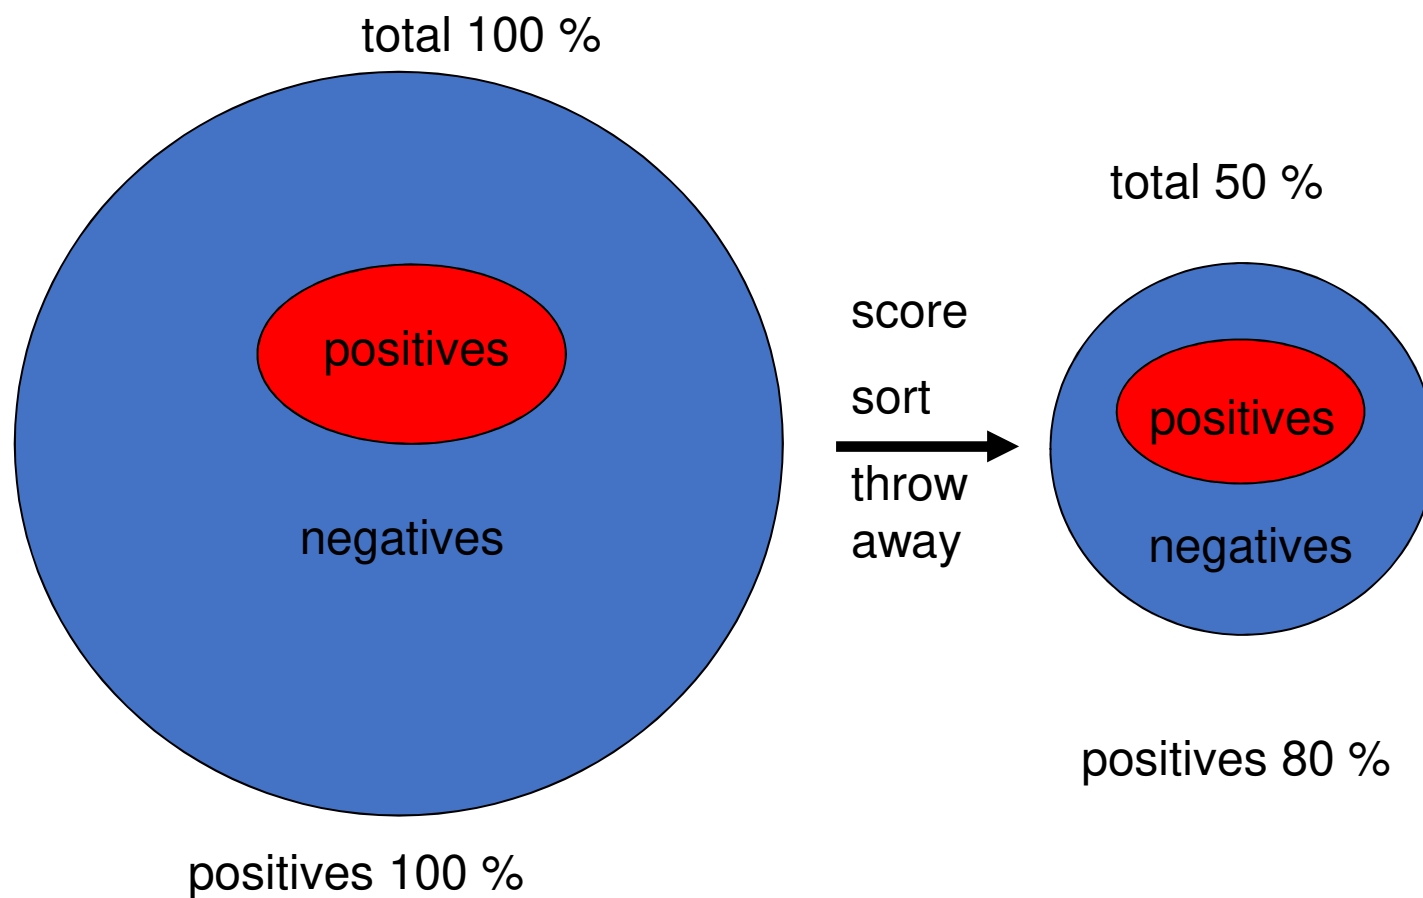 total 100 %
positives
negatives
positives 100 %
score
sort
throw
away
total 50 %
positives
negatives
positives 80 %